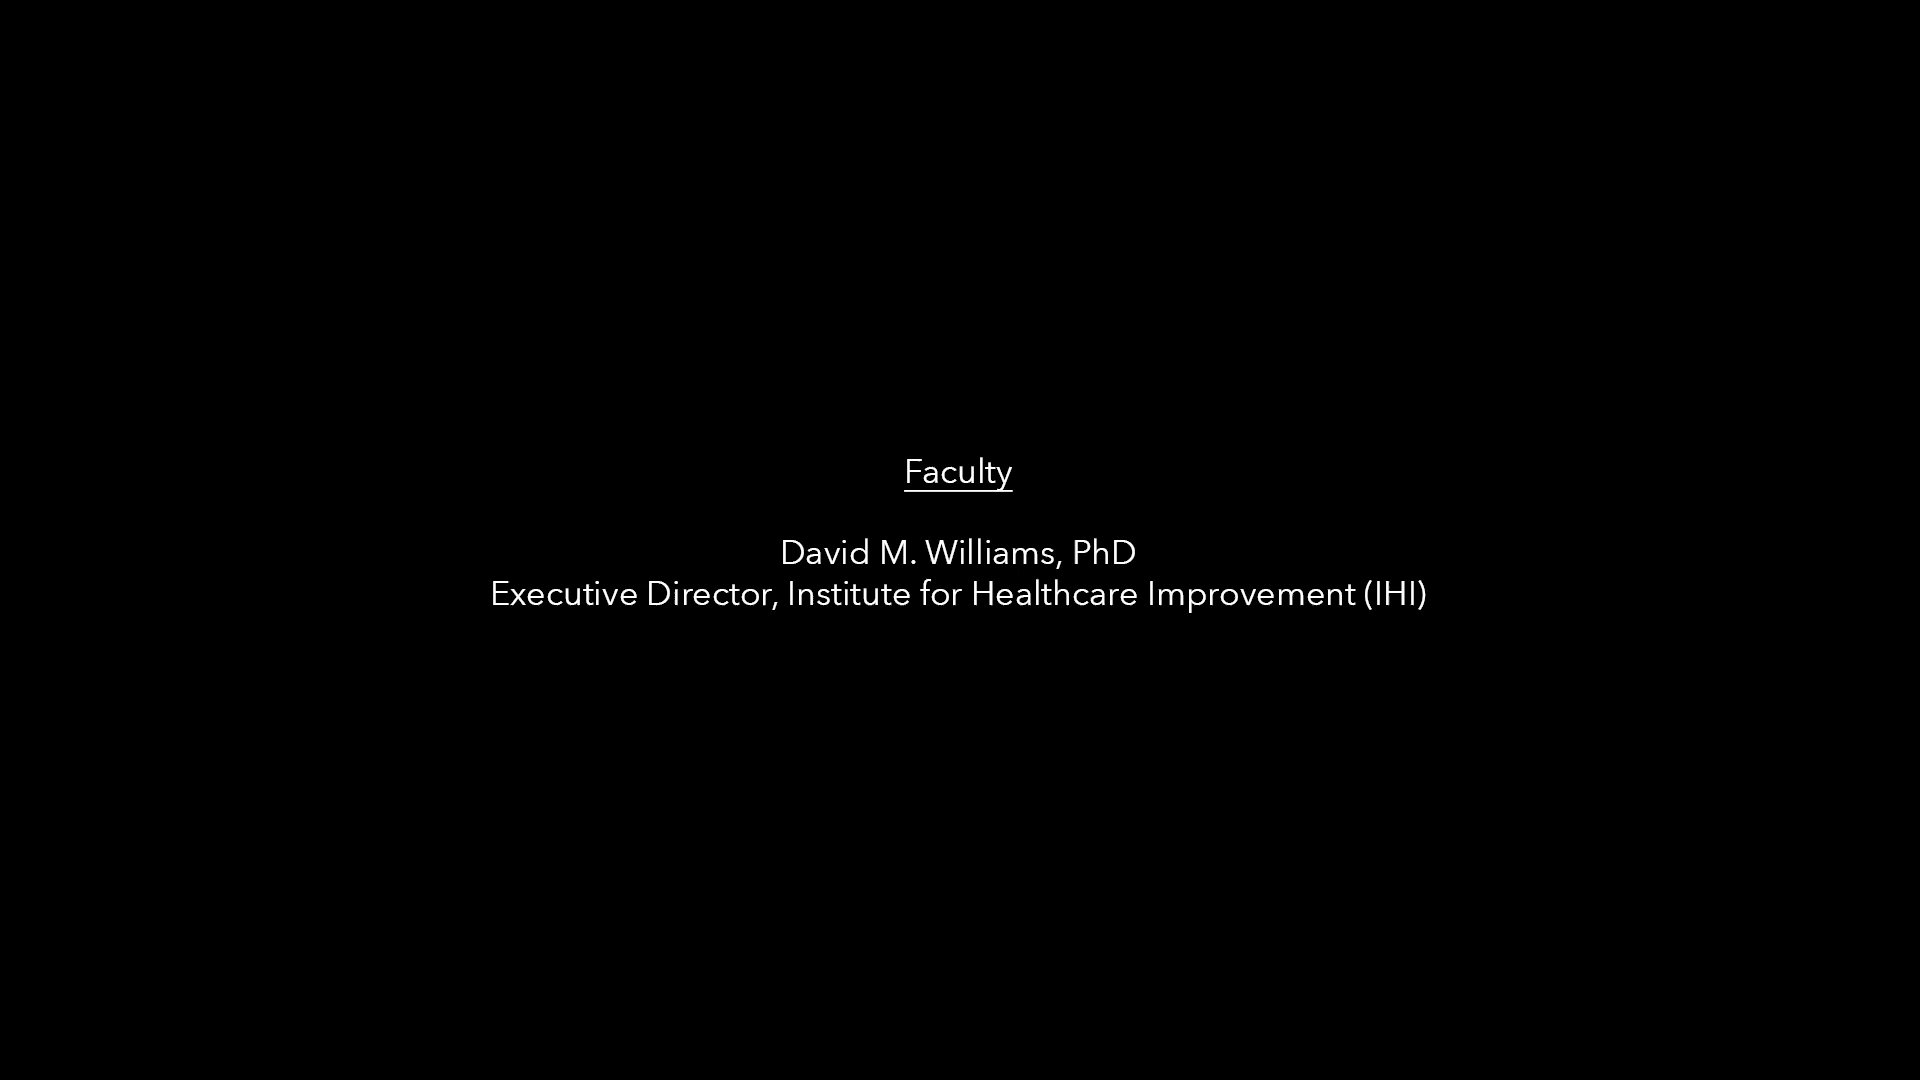 Faculty
David M. Williams, PhD
Executive Director, Institute for Healthcare Improvement (IHI)